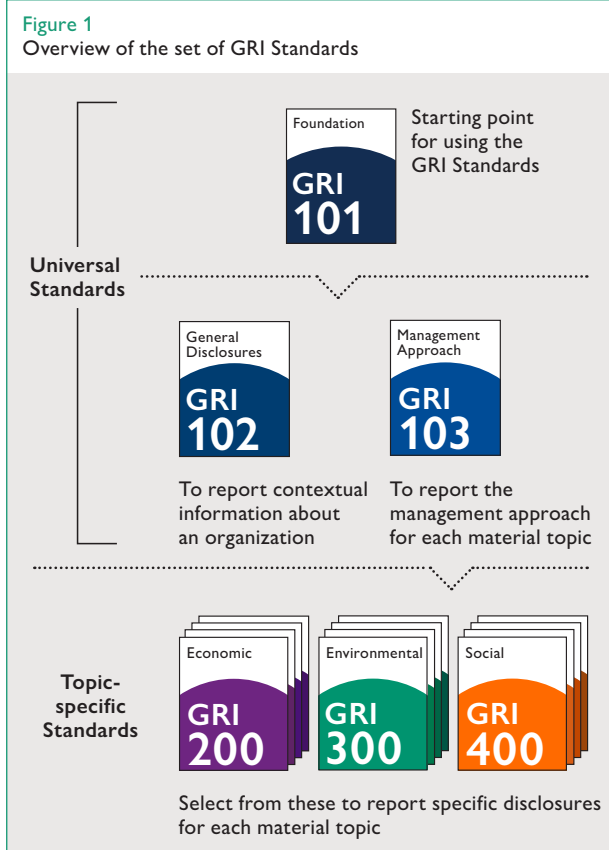 Figure 1
Overview of the set of GRI Standards
Foundation
GRI
101
Starting point
for using the
GRI Standards
Universal
Standards
General
Disclosures
GRI
102
Management
Approach
GRI
103
To report contextual
information about
an organization
To report the
management approach
for each material topic
Topic-
specific
Standards
Economic
GRI
200
Environmental
GRI
300
Social
GRI
400
Select from these to report specific disclosures
for each material topic